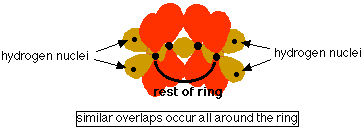 hydrogen nuclei
hydrogen nuclei
rest of ring
similar overlaps occur all around the ring